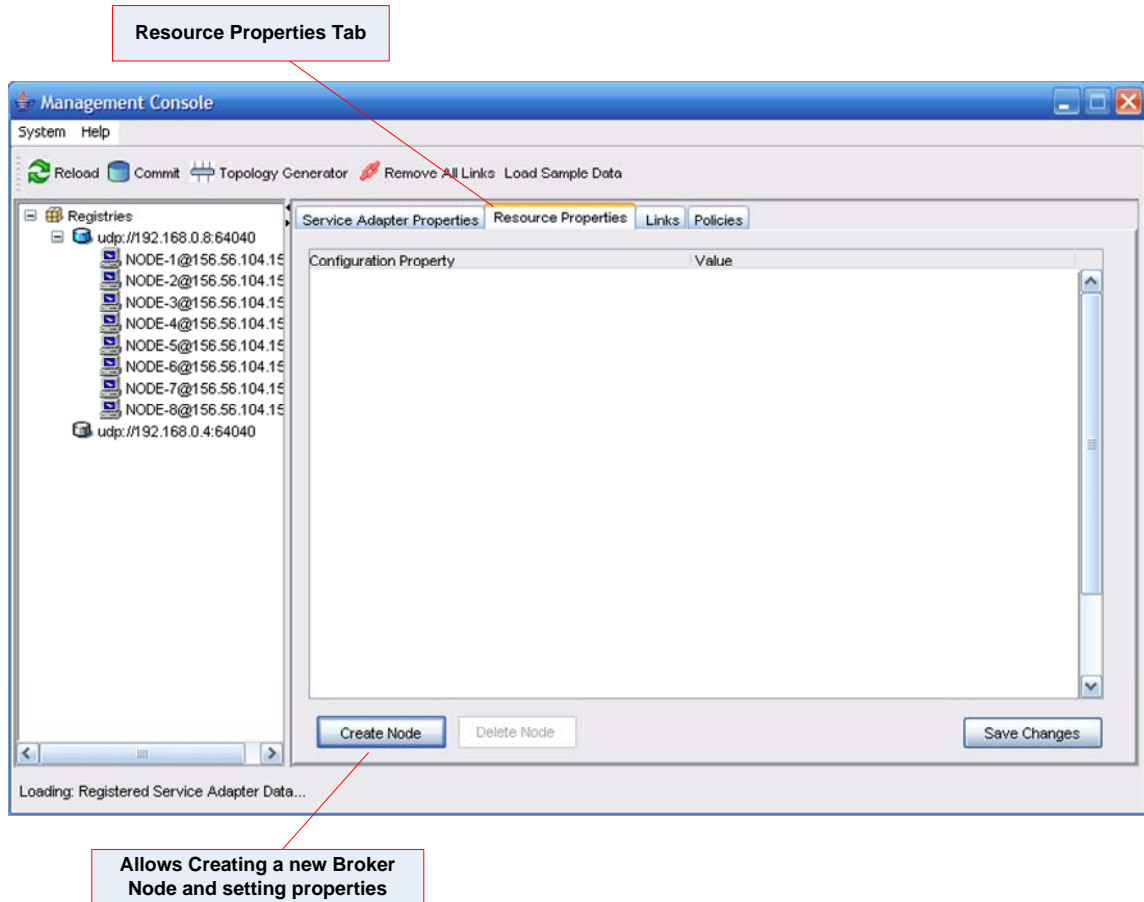 Resource Properties Tab
Management Console
System Help
Reload Commit Topology Generator Remove All Links Load Sample Data
Registries
udp://192.168.0.8:64040
NODE-1@156.56.104.15
NODE-2@156.56.104.15
NODE-3@156.56.104.15
NODE-4@156.56.104.15
NODE-5@156.56.104.15
NODE-6@156.56.104.15
NODE-7@156.56.104.15
NODE-8@156.56.104.15
udp://192.168.0.4:64040
Service Adapter Properties Resource Properties Links Policies
Configuration Property Value
Create Node Delete Node Save Changes
Loading: Registered Service Adapter Data...
Allows Creating a new Broker
Node and setting properties